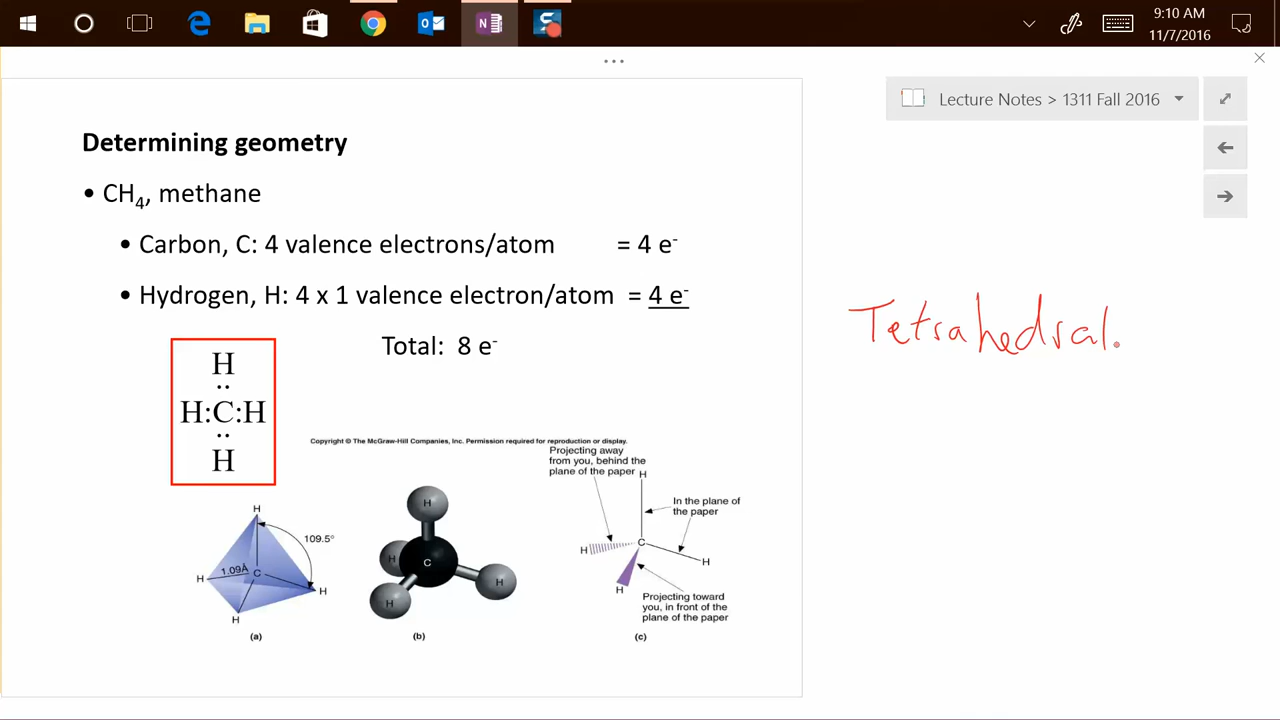 9:10 AM
11/7/2016
Lecture Notes > 1311 Fall 2016
Determining geometry
• CH₄, methane
• Carbon, C: 4 valence electrons/atom = 4 e⁻
• Hydrogen, H: 4 x 1 valence electron/atom = 4 e⁻
Total: 8 e⁻
Tetrahedral
H
··
H:C:H
··
H
Copyright © The McGraw-Hill Companies, Inc. Permission required for reproduction or display.
H
109.5°
1.09Å
C
H
H
H
(a)
H
H
C
H
H
(b)
Projecting away
from you, behind the
plane of the paper
H
In the plane of
the paper
C
H
H
H
Projecting toward
you, in front of the
plane of the paper
(c)